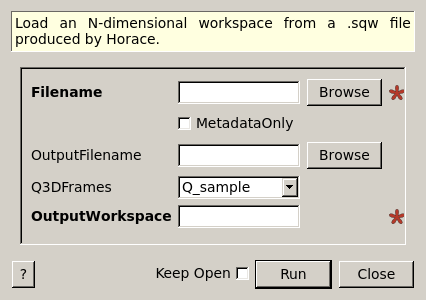 Load an N-dimensional workspace from a .sqw file
produced by Horace.
Filename Browse *
MetadataOnly
OutputFilename Browse
Q3DFrames Q_sample
OutputWorkspace *
? Keep Open Run Close